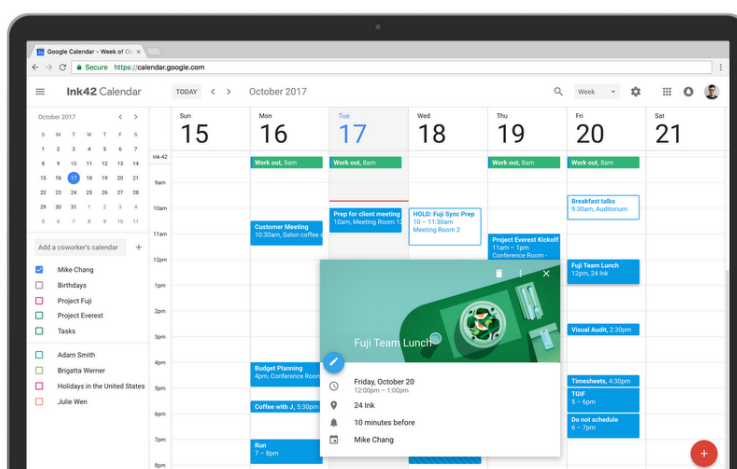 Google Calendar - Week of Oc
Secure https://calendar.google.com
Ink42 Calendar
TODAY
October 2017
Week
October 2017
S M T W T F S
1 2 3 4 5 6 7
8 9 10 11 12 13 14
15 16 17 18 19 20 21
22 23 24 25 26 27 28
29 30 31 1 2 3 4
5 6 7 8 9 10 11
Add a coworker's calendar
Mike Chang
Birthdays
Project Fuji
Project Everest
Tasks
Adam Smith
Brigatta Werner
Holidays in the United States
Julie Wen
Sun Mon Tue Wed Thu Fri Sat
15 16 17 18 19 20 21
Ink-42
9am
10am
11am
12pm
1pm
2pm
3pm
4pm
5pm
6pm
7pm
8pm
Work out, 8am
Customer Meeting
10:30am, Salon coffee
Budget Planning
4pm, Conference Room
Coffee with J, 5:30pm
Run
7 – 8pm
Work out, 8am
Prep for client meeting
10am, Meeting Room 12
HOLD: Fuji Sync Prep
10 – 11:30am
Meeting Room 2
Work out, 8am
Project Everest Kickoff
11am – 1pm
Conference Room -
Work out, 8am
Breakfast talks
9:30am, Auditorium
Fuji Team Lunch
12pm, 24 Ink
Visual Audit, 2:30pm
Timesheets, 4:30pm
TGIF
5 – 6pm
Do not schedule
6 – 7pm
Fuji Team Lunch
Friday, October 20
12:00pm – 1:00pm
24 Ink
10 minutes before
Mike Chang